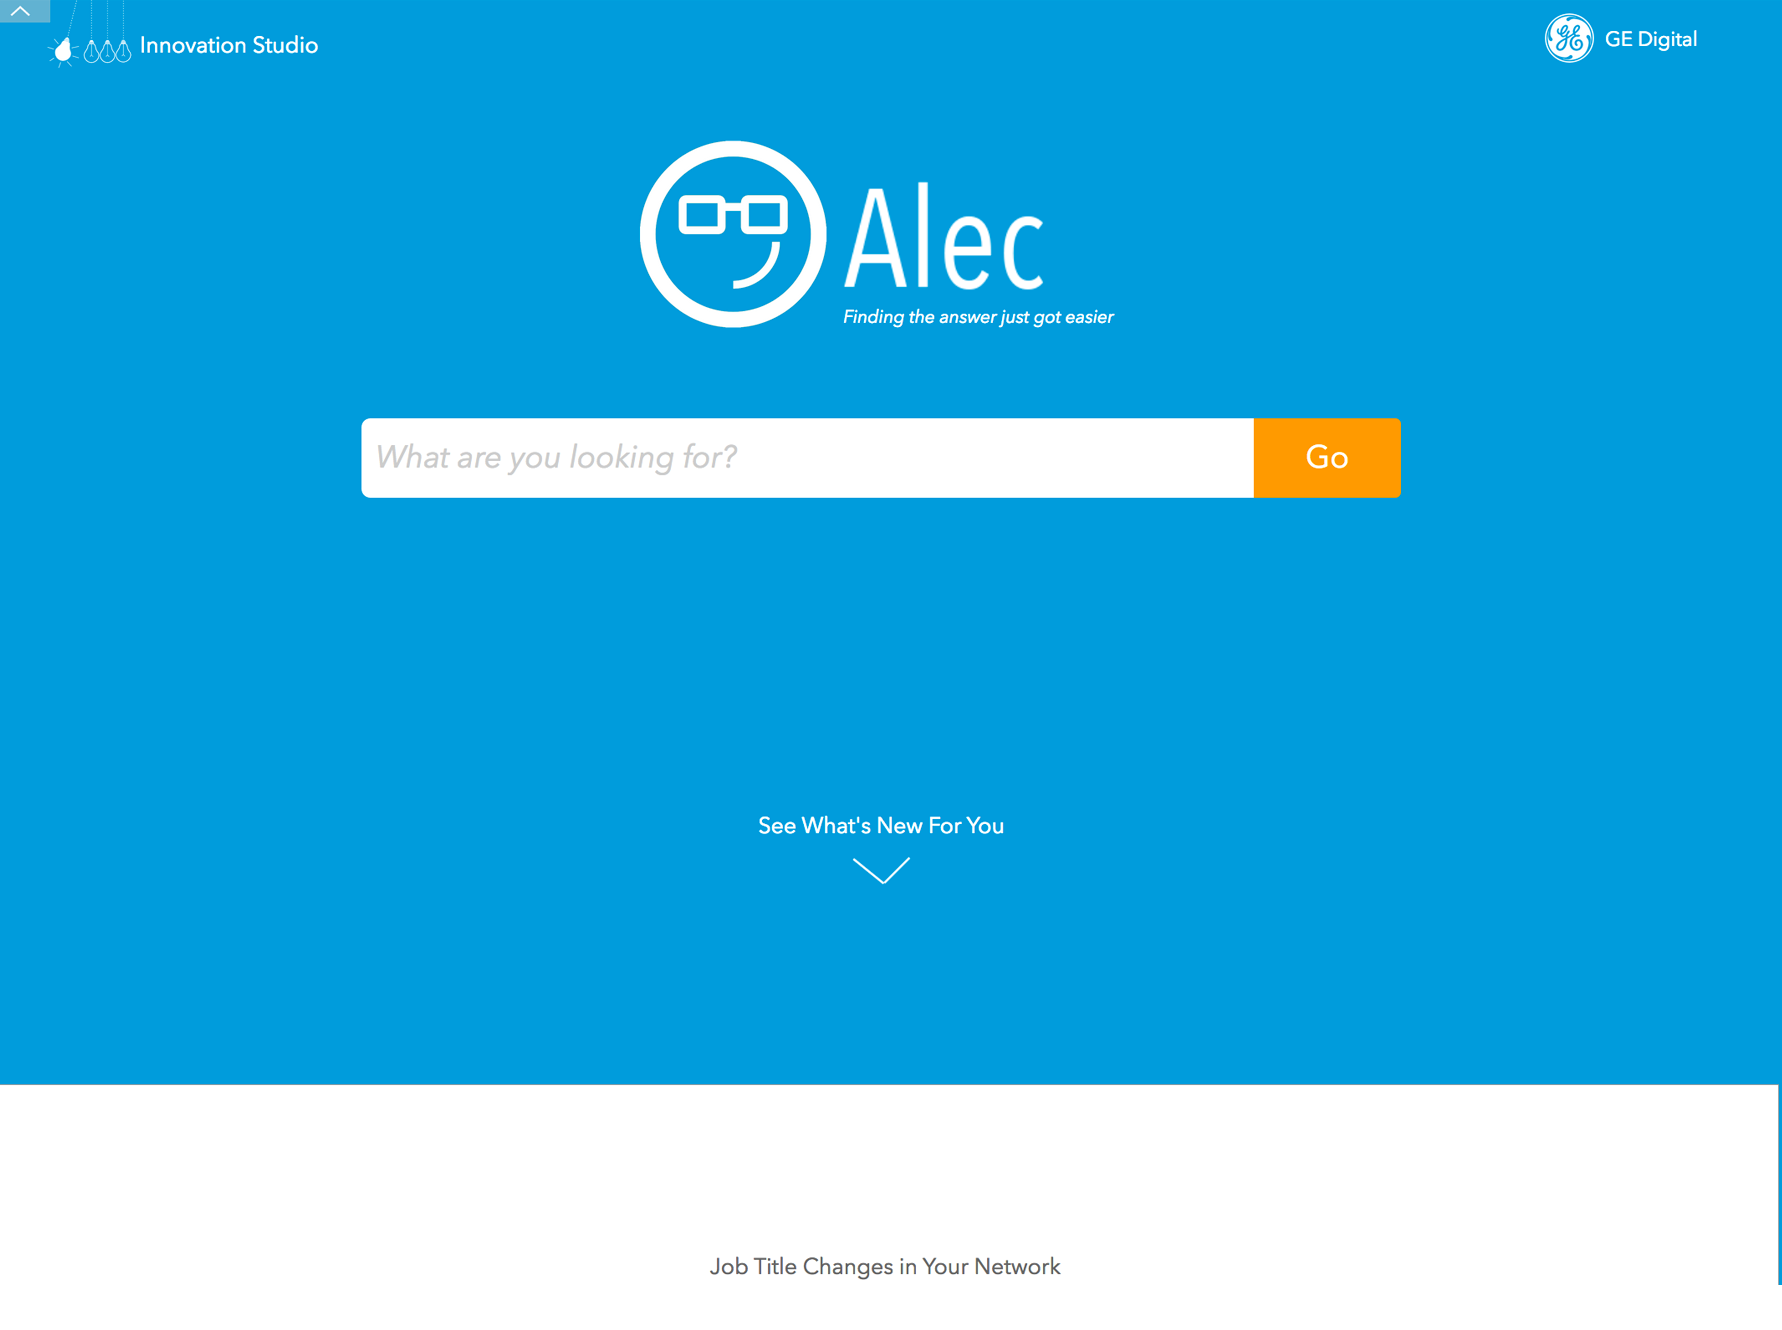 Innovation Studio
GE Digital
Alec
Finding the answer just got easier
What are you looking for?
Go
See What's New For You
Job Title Changes in Your Network